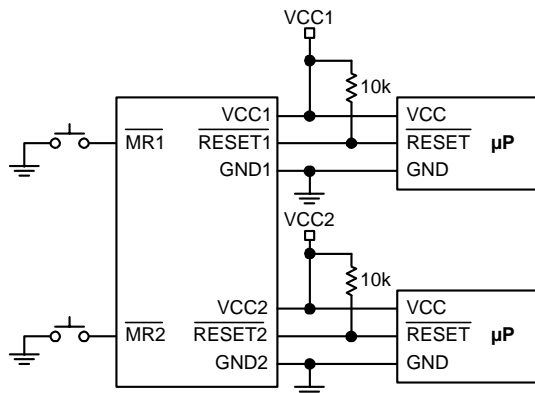 VCC1
10k
VCC1 VCC
MR1 RESET1 RESET µP
GND1 GND
VCC2
10k
VCC2 VCC
MR2 RESET2 RESET µP
GND2 GND